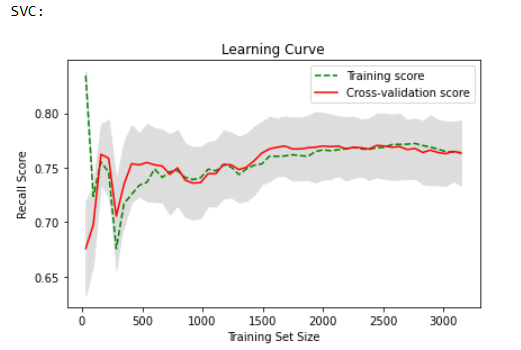 SVC:
Learning Curve
Training score
Cross-validation score
Recall Score
0.80
0.75
0.70
0.65
0
500
1000
1500
2000
2500
3000
Training Set Size